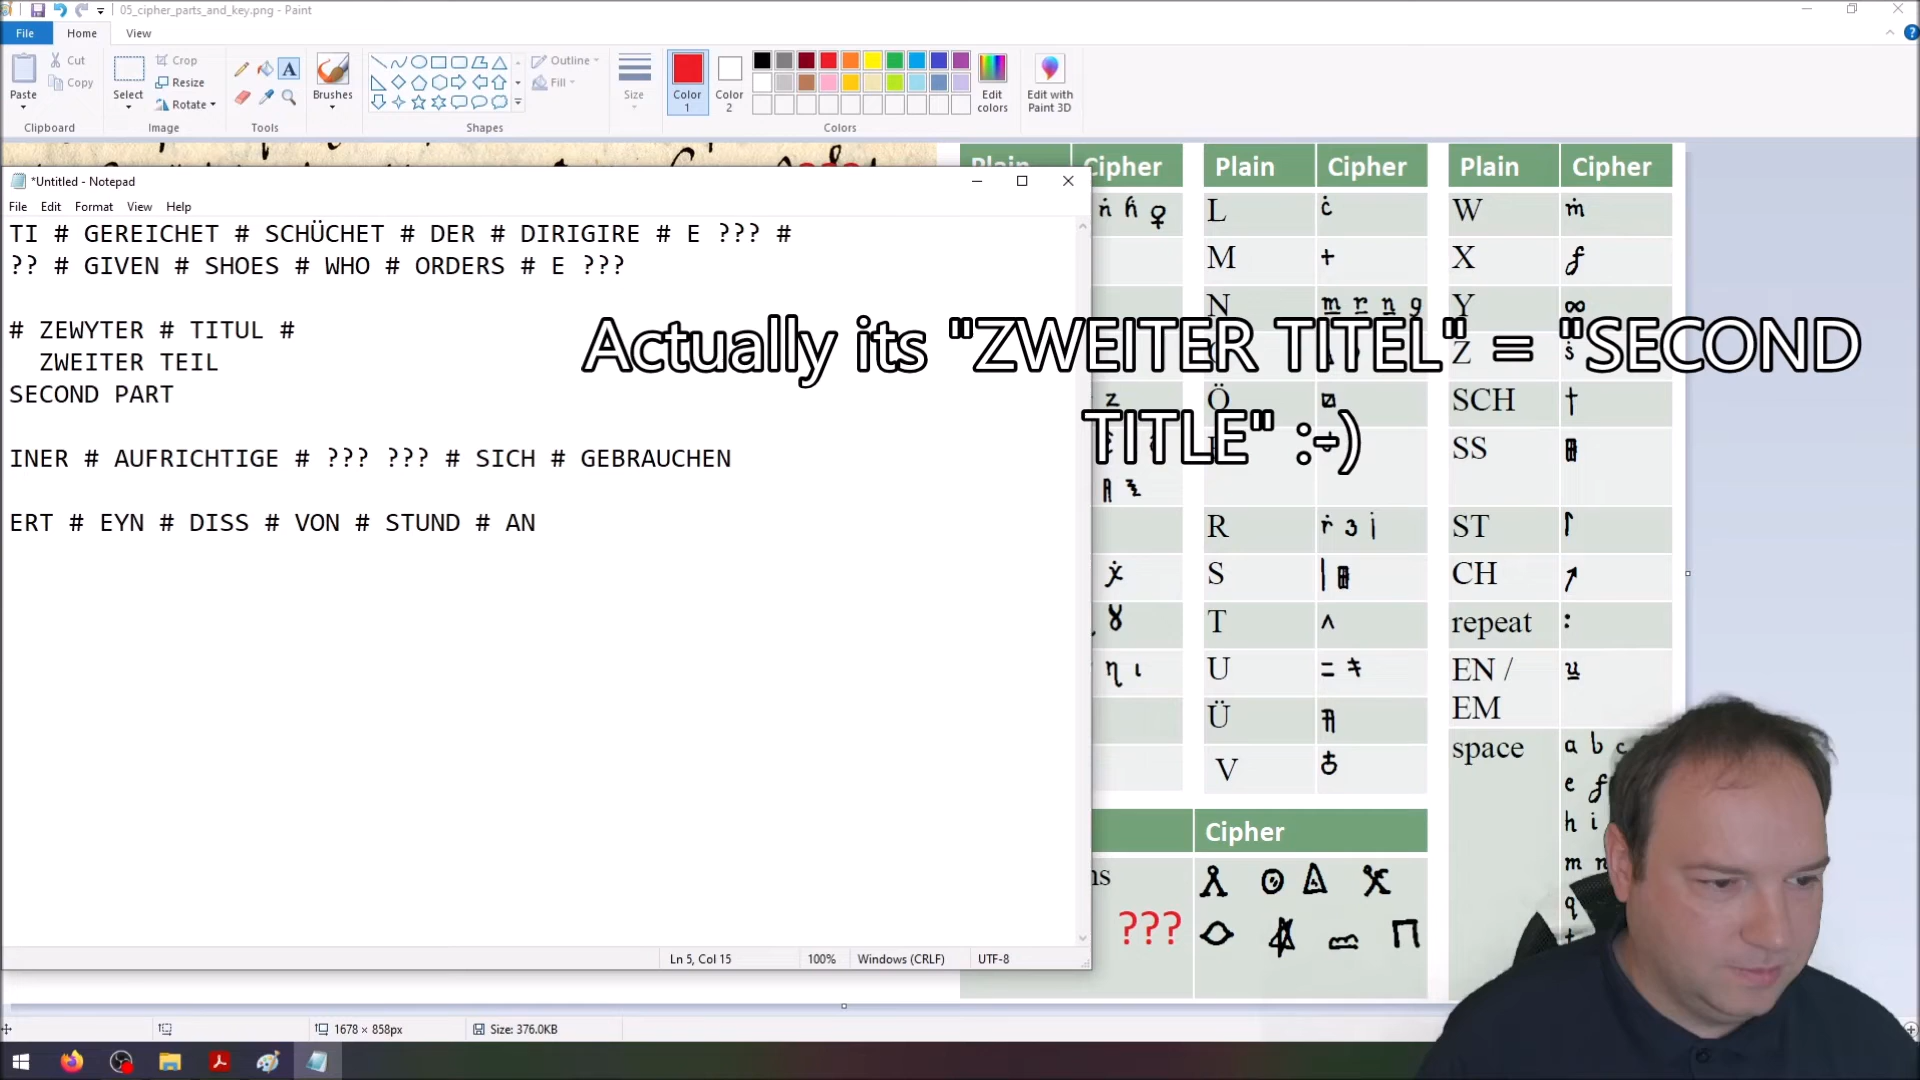 05_cipher_parts_and_key.png - Paint
File Home View
Paste
Cut
Copy
Clipboard
Select
Crop
Resize
Rotate
Image
A
Tools
Brushes
Shapes
Outline
Fill
Size
Color 1
Color 2
Colors
Edit colors
Edit with Paint 3D
*Untitled - Notepad
File Edit Format View Help
TI # GEREICHET # SCHÜCHET # DER # DIRIGIRE # E ??? #
?? # GIVEN # SHOES # WHO # ORDERS # E ???
# ZEWYTER # TITUL #
ZWEITER TEIL
SECOND PART
INER # AUFRICHTIGE # ??? ??? # SICH # GEBRAUCHEN
ERT # EYN # DISS # VON # STUND # AN
Ln 5, Col 15 100% Windows (CRLF) UTF-8
Actually its "ZWEITER TITEL" = "SECOND
TITLE" :-)
Plain Cipher Plain Cipher Plain Cipher
L
M
N
Ö
R
S
T
U
Ü
V
W
X
Y
Z
SCH
SS
ST
CH
repeat :
EN /
EM
space a b c
e f
h i
m n
q
Cipher
???
1678 × 858px
Size: 376.0KB